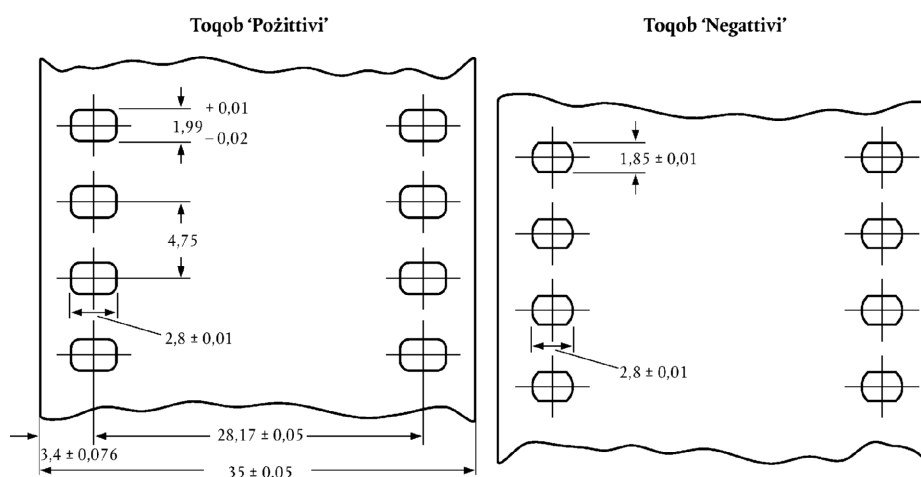 Toqob ‘Pożittivi’
Toqob ‘Negattivi’
+ 0,01
1,99
– 0,02
4,75
2,8 ± 0,01
28,17 ± 0,05
3,4 ± 0,076
35 ± 0,05
1,85 ± 0,01
2,8 ± 0,01